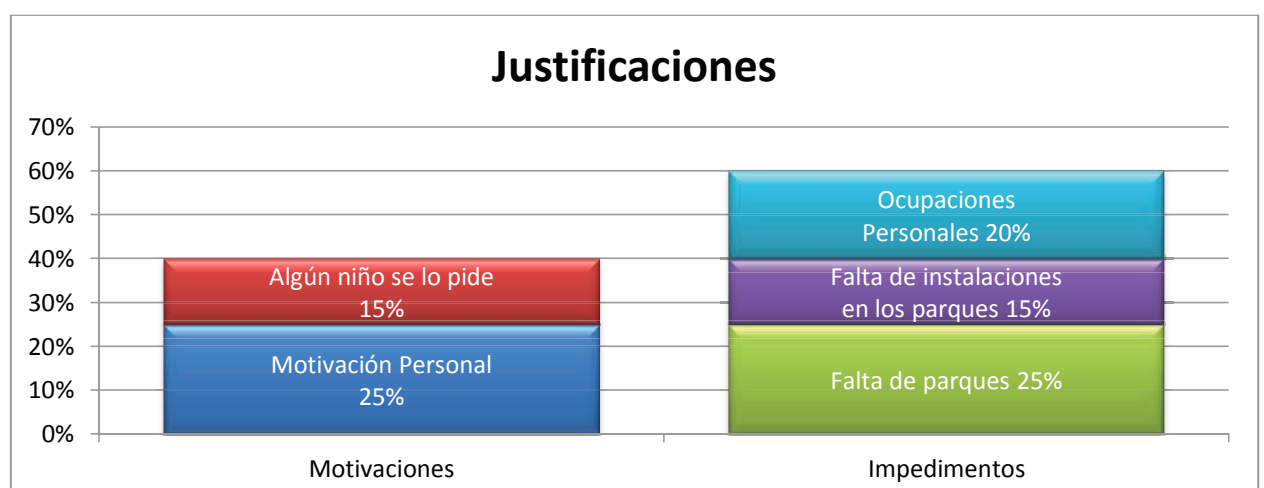 Justificaciones
70%
60%
50%
40%
30%
20%
10%
0%
Algún niño se lo pide
15%
Motivación Personal
25%
Ocupaciones
Personales 20%
Falta de instalaciones
en los parques 15%
Falta de parques 25%
Motivaciones
Impedimentos